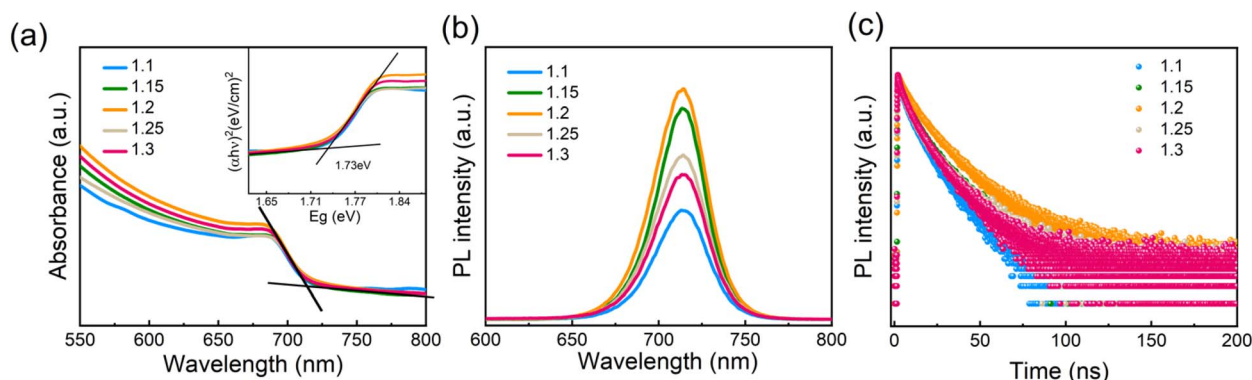 (a)
Absorbance (a.u.)
1.1
1.15
1.2
1.25
1.3
(αhν)²(eV/cm)²
1.73eV
1.65 1.71 1.77 1.84
Eg (eV)
550 600 650 700 750 800
Wavelength (nm)
(b)
PL intensity (a.u.)
1.1
1.15
1.2
1.25
1.3
600 650 700 750 800
Wavelength (nm)
(c)
PL intensity (a.u.)
1.1
1.15
1.2
1.25
1.3
0 25 50 75 100 125 150 200
Time (ns)